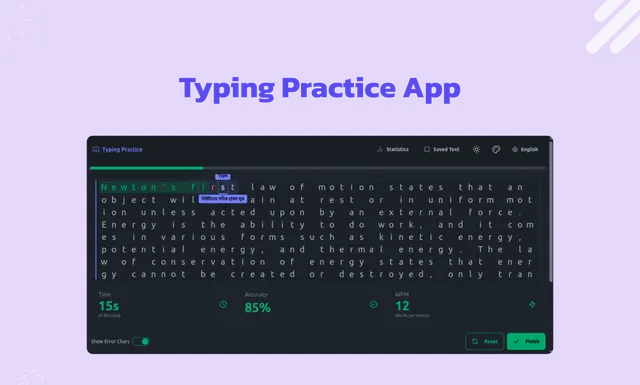 Typing Practice App
Typing Practice
Statistics
Saved Text
English
Newton's first law of motion states that an
object wil ain at rest or in uniform mot
ion unless acted upon by an external force.
Energy is the ability to do work, and it com
es in various forms such as kinetic energy,
potential energy, and thermal energy. The la
w of conservation of energy states that ener
gy cannot be created or destroyed, only tran
Time
15s
Accuracy
85%
WPM
12
Show Error Chars
Reset
Finish